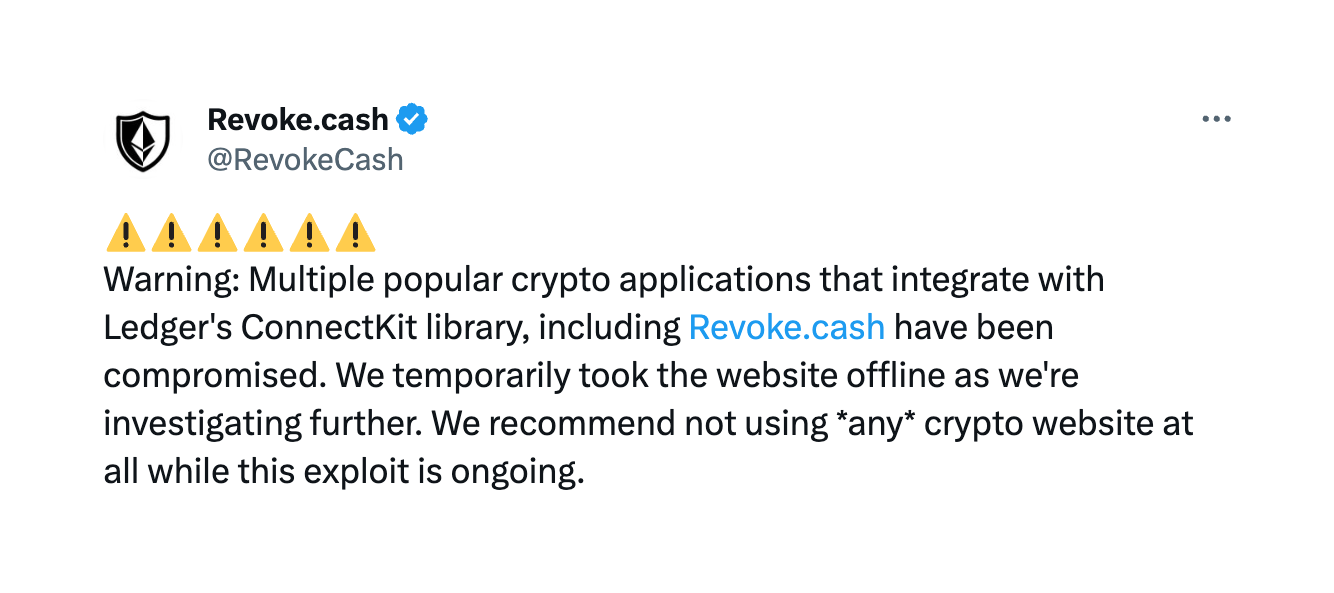 Revoke.cash
@RevokeCash
⚠️⚠️⚠️⚠️⚠️⚠️
Warning: Multiple popular crypto applications that integrate with
Ledger's ConnectKit library, including Revoke.cash have been
compromised. We temporarily took the website offline as we're
investigating further. We recommend not using *any* crypto website at
all while this exploit is ongoing.